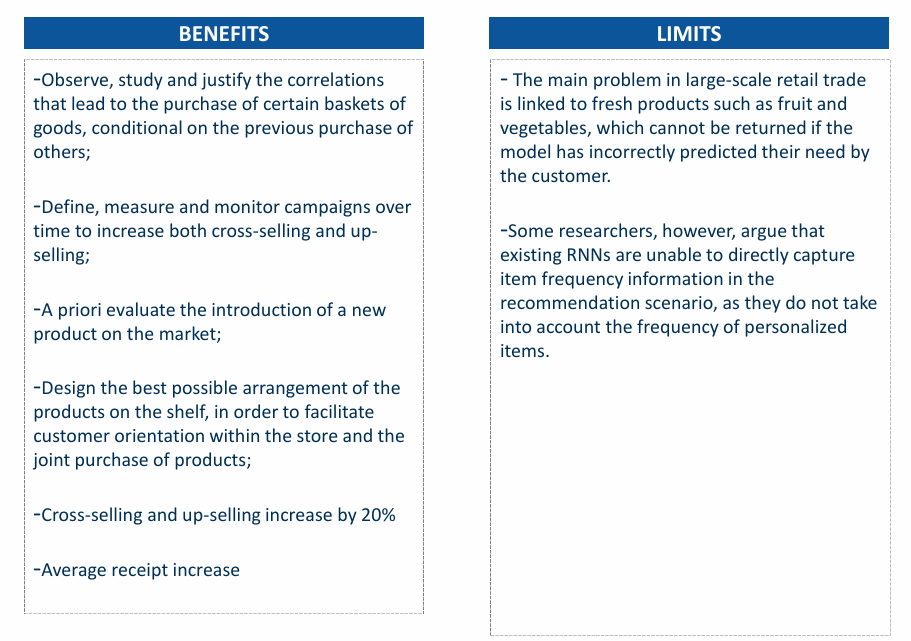 BENEFITS
-Observe, study and justify the correlations
that lead to the purchase of certain baskets of
goods, conditional on the previous purchase of
others;
-Define, measure and monitor campaigns over
time to increase both cross-selling and up-
selling;
-A priori evaluate the introduction of a new
product on the market;
-Design the best possible arrangement of the
products on the shelf, in order to facilitate
customer orientation within the store and the
joint purchase of products;
-Cross-selling and up-selling increase by 20%
-Average receipt increase
LIMITS
- The main problem in large-scale retail trade
is linked to fresh products such as fruit and
vegetables, which cannot be returned if the
model has incorrectly predicted their need by
the customer.
-Some researchers, however, argue that
existing RNNs are unable to directly capture
item frequency information in the
recommendation scenario, as they do not take
into account the frequency of personalized
items.